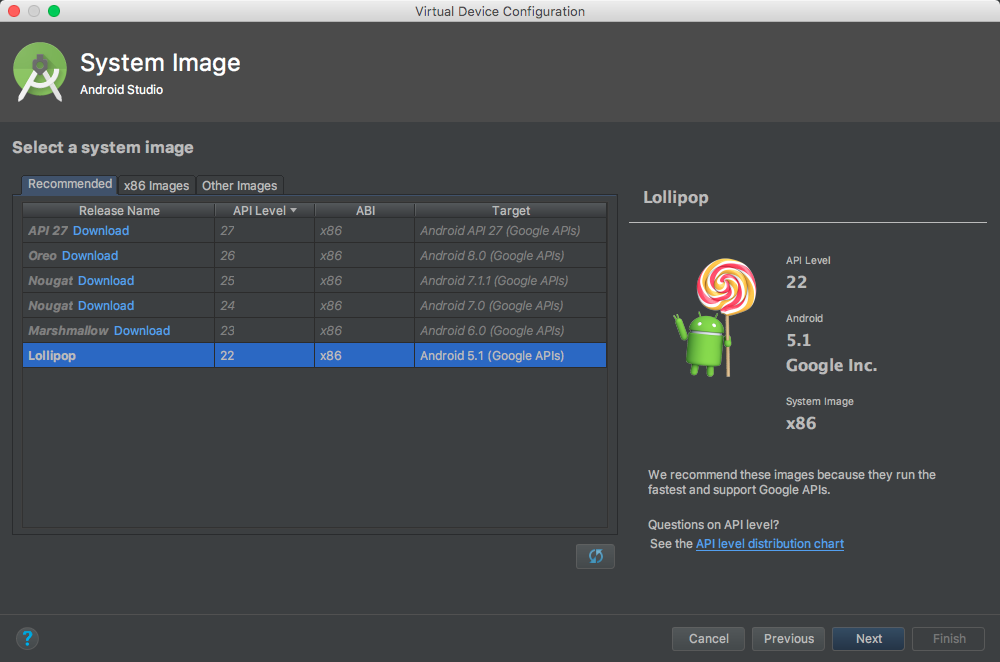 Virtual Device Configuration
System Image
Android Studio
Select a system image
Recommended x86 Images Other Images
Release Name API Level ABI Target
API 27 Download 27 x86 Android API 27 (Google APIs)
Oreo Download 26 x86 Android 8.0 (Google APIs)
Nougat Download 25 x86 Android 7.1.1 (Google APIs)
Nougat Download 24 x86 Android 7.0 (Google APIs)
Marshmallow Download 23 x86 Android 6.0 (Google APIs)
Lollipop 22 x86 Android 5.1 (Google APIs)
Lollipop
API Level
22
Android
5.1
Google Inc.
System Image
x86
We recommend these images because they run the
fastest and support Google APIs.
Questions on API level?
See the API level distribution chart
? Cancel Previous Next Finish